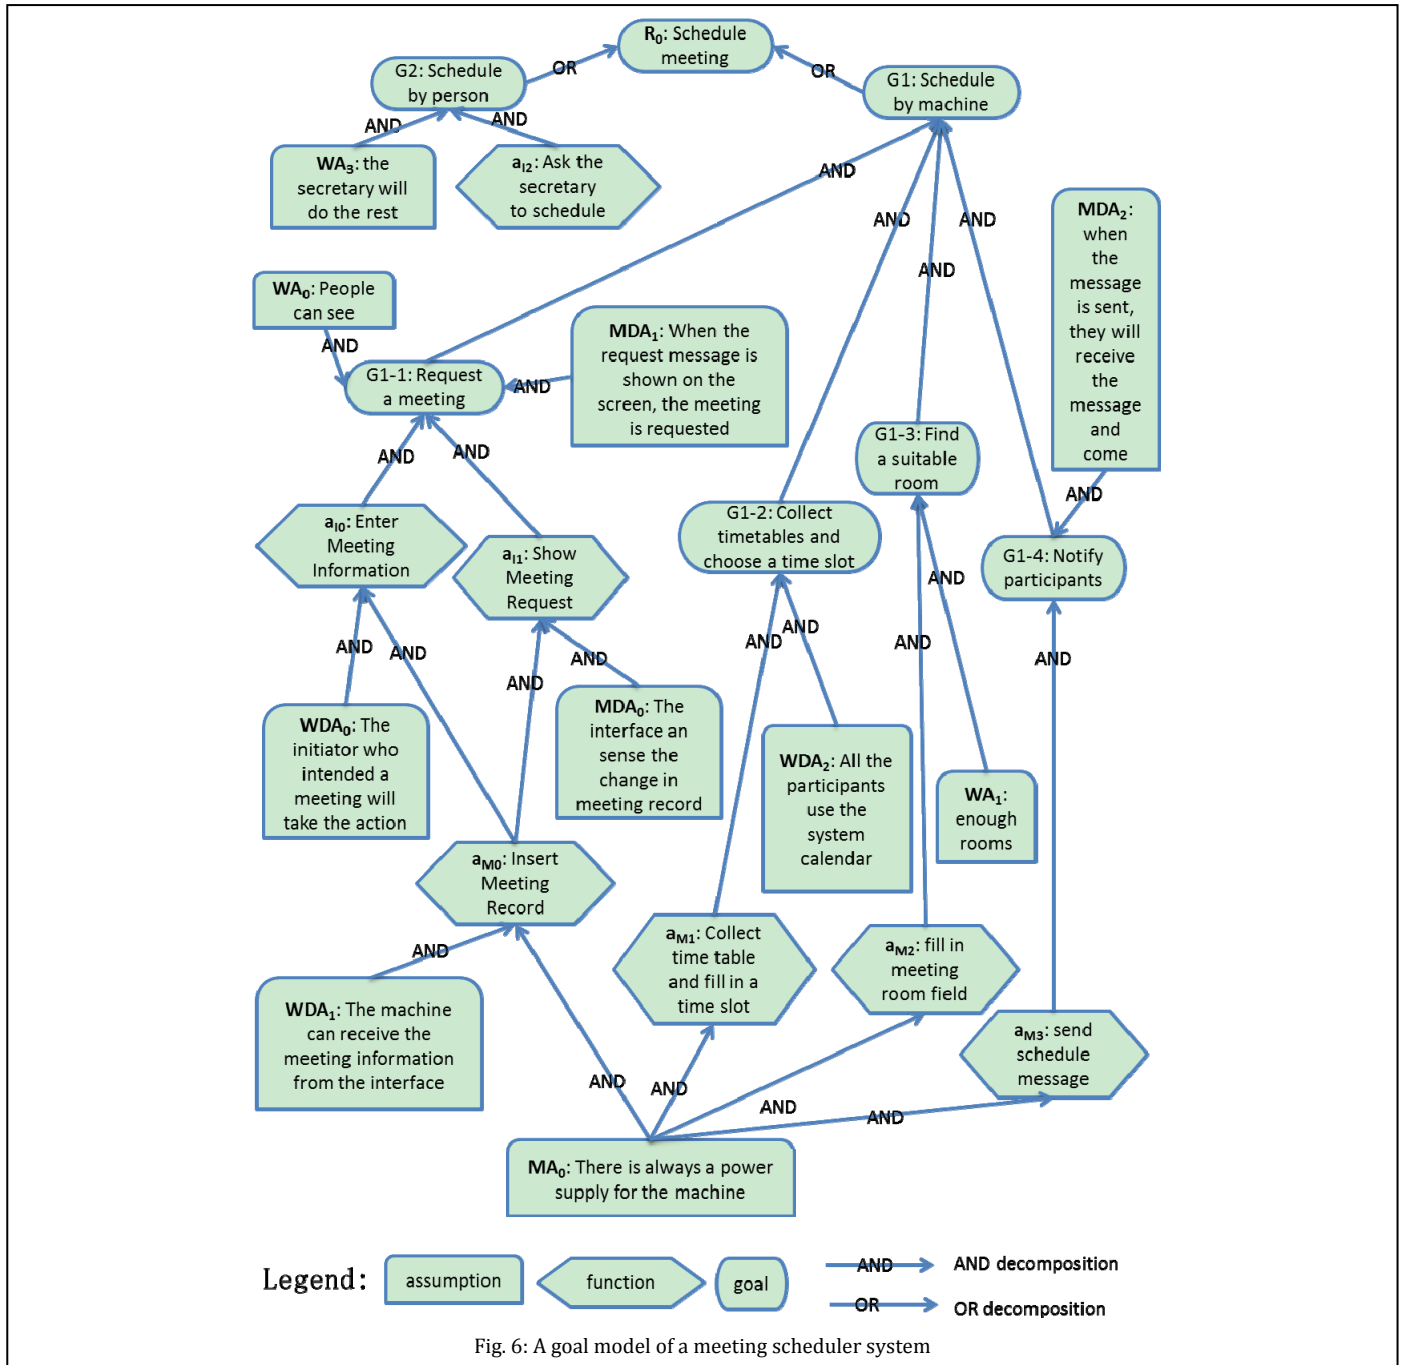 R0: Schedule
meeting
G2: Schedule
by person
OR
OR
G1: Schedule
by machine
AND
AND
WA3: the
secretary will
do the rest
aI2: Ask the
secretary
to schedule
AND
AND
AND
AND
MDA2:
when
the
message
is sent,
they will
receive
the
message
and
come
WA0: People
can see
AND
MDA1: When the
request message is
shown on the
screen, the meeting
is requested
G1-1: Request
a meeting
AND
AND
AND
G1-3: Find
a suitable
room
AND
aI0: Enter
Meeting
Information
aI1: Show
Meeting
Request
G1-2: Collect
timetables and
choose a time slot
G1-4: Notify
participants
AND
AND
AND
AND
AND
AND
AND
AND
AND
WDA0: The
initiator who
intended a
meeting will
take the action
MDA0: The
interface an
sense the
change in
meeting record
WDA2: All the
participants
use the
system
calendar
WA1:
enough
rooms
aM0: Insert
Meeting
Record
AND
aM1: Collect
time table
and fill in a
time slot
aM2: fill in
meeting
room field
WDA1: The machine
can receive the
meeting information
from the interface
aM3: send
schedule
message
AND
AND
AND
AND
MA0: There is always a power
supply for the machine
Legend:
assumption
function
goal
AND
AND decomposition
OR
OR decomposition
Fig. 6: A goal model of a meeting scheduler system